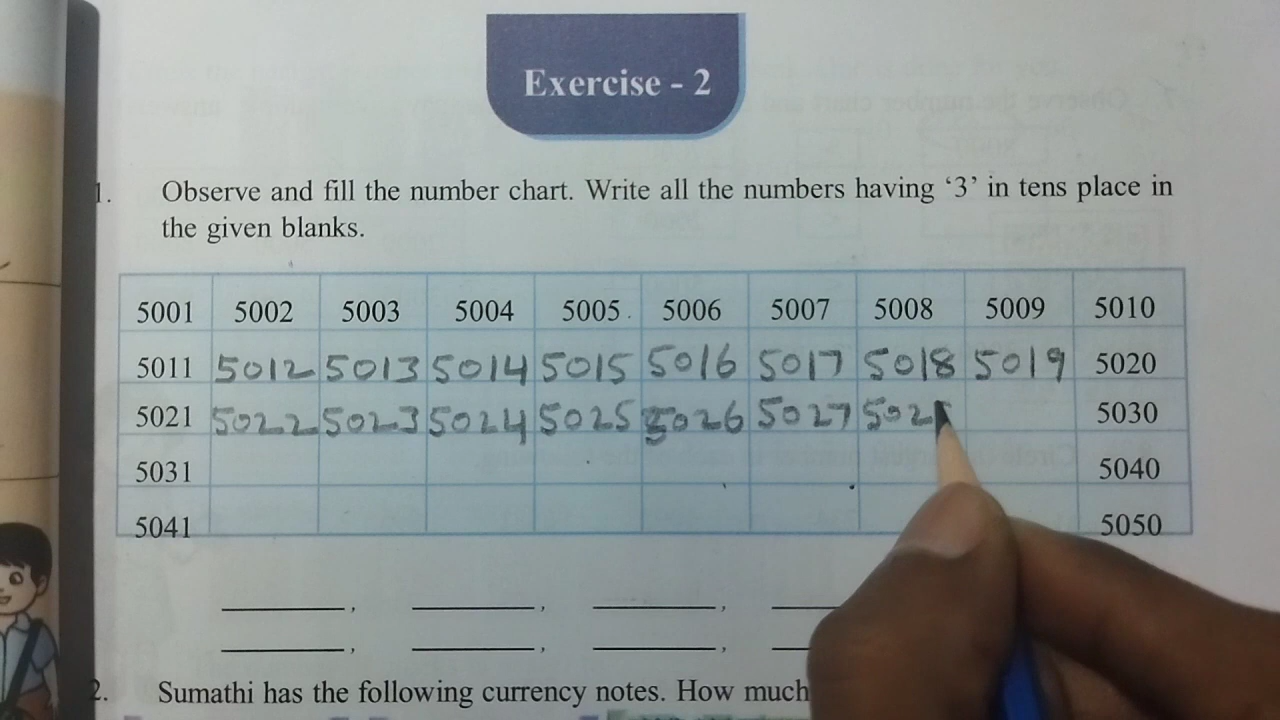 Exercise - 2
1. Observe and fill the number chart. Write all the numbers having ‘3’ in tens place in
the given blanks.
5001 5002 5003 5004 5005 5006 5007 5008 5009 5010
5011 5012 5013 5014 5015 5016 5017 5018 5019 5020
5021 5022 5023 5024 5025 5026 5027 5028 5030
5031 5040
5041 5050
2. Sumathi has the following currency notes. How much